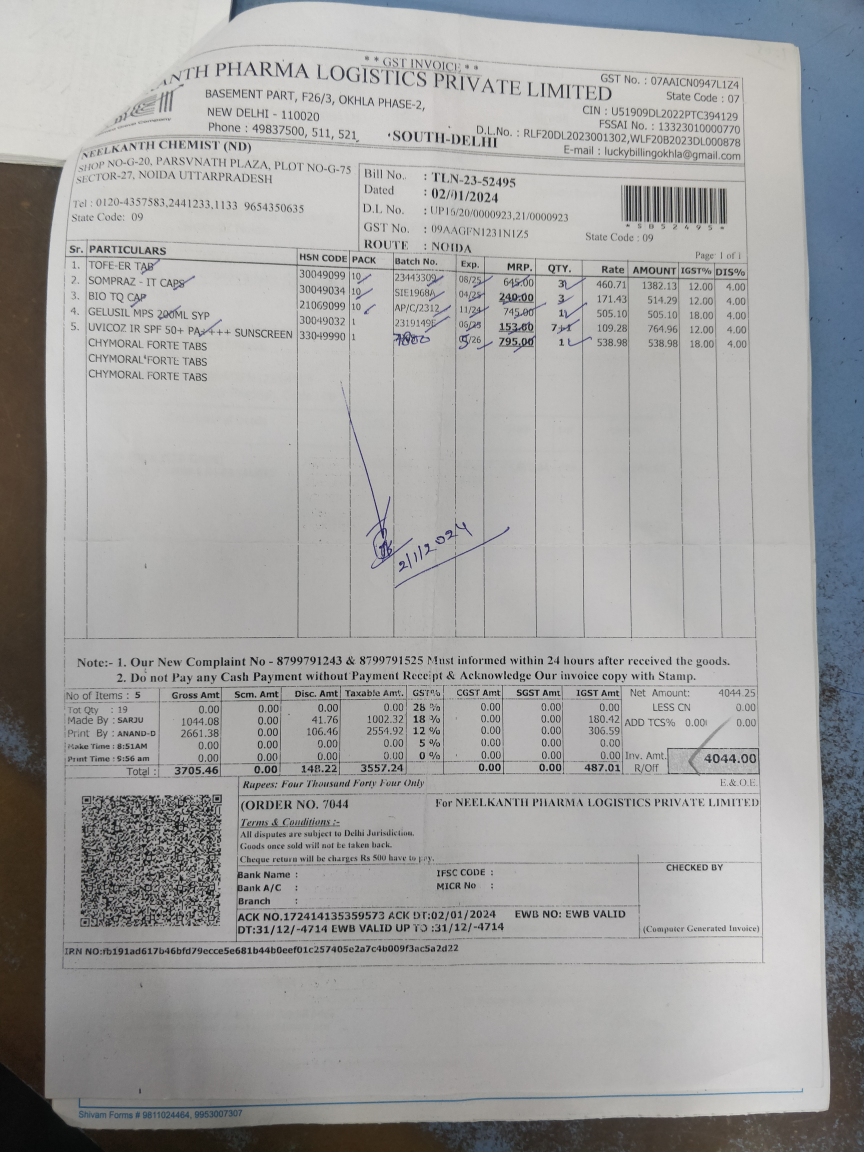 * * GST INVOICE * *
ANTH PHARMA LOGISTICS PRIVATE LIMITED
BASEMENT PART, F26/3, OKHLA PHASE-2,
NEW DELHI - 110020
Phone : 49837500, 511, 521,
*SOUTH-DELHI
GST No. : 07AAICN0947L1Z4
State Code : 07
CIN : U51909DL2022PTC394129
FSSAI No. : 13323010000770
D.L.No. : RLF20DL2023001302,WLF20B2023DL000878
E-mail : luckybillingokhla@gmail.com
NEELKANTH CHEMIST (ND)
SHOP NO-G-20, PARSVNATH PLAZA, PLOT NO-G-75
SECTOR-27, NOIDA UTTARPRADESH
Tel : 0120-4357583,2441233,1133 9654350635
State Code: 09
Bill No. : TLN-23-52495
Dated : 02/01/2024
D.L. No. : UP16/20/0000923,21/0000923
GST No. : 09AAGFN1231N1Z5
State Code : 09
ROUTE : NOIDA
*5852495*
Page 1 of 1
Sr. PARTICULARS HSN CODE PACK Batch No. Exp. MRP. QTY. Rate AMOUNT IGST% DIS%
1. TOFE-ER TAB 30049099 10 23443309 08/25 645.00 3 460.71 1382.13 12.00 4.00
2. SOMPRAZ - IT CAPS 30049034 10 SIE1968A 04/25 240.00 3 171.43 514.29 12.00 4.00
3. BIO TQ CAP 21069099 10 AP/C/2312 11/24 745.00 1 505.10 505.10 18.00 4.00
4. GELUSIL MPS 200ML SYP 30049032 1 2319149E 06/25 153.00 7+1 109.28 764.96 12.00 4.00
5. UVICOZ IR SPF 50+ PA++++ SUNSCREEN 33049990 1 5/26 795.00 1 538.98 538.98 18.00 4.00
CHYMORAL FORTE TABS
CHYMORAL FORTE TABS
CHYMORAL FORTE TABS
2/1/2024
Note:- 1. Our New Complaint No - 8799791243 & 8799791525 Must informed within 24 hours after received the goods.
2. Do not Pay any Cash Payment without Payment Receipt & Acknowledge Our invoice copy with Stamp.
No of Items : 5 Gross Amt Scm. Amt Disc. Amt Taxable Amt. GST% CGST Amt SGST Amt IGST Amt Net Amount: 4044.25
Tot Qty : 19 0.00 0.00 0.00 0.00 28 % 0.00 0.00 0.00 LESS CN 0.00
Made By : SARJU 1044.08 0.00 41.76 1002.32 18 % 0.00 0.00 180.42 ADD TCS% 0.00 0.00
Print By : ANAND-D 2661.38 0.00 106.46 2554.92 12 % 0.00 0.00 306.59
Make Time : 8:51AM 0.00 0.00 0.00 0.00 5 % 0.00 0.00 0.00
Print Time : 9:56 am 0.00 0.00 0.00 0.00 0 % 0.00 0.00 0.00 Inv. Amt. 4044.00
Total : 3705.46 0.00 148.22 3557.24 0.00 0.00 487.01 R/Off
Rupees: Four Thousand Forty Four Only E.& O.E.
(ORDER NO. 7044 For NEELKANTH PHARMA LOGISTICS PRIVATE LIMITED
Terms & Conditions :-
All disputes are subject to Delhi Jurisdiction.
Goods once sold will not be taken back.
Cheque return will be charges Rs 500 have to pay.
Bank Name : IFSC CODE : CHECKED BY
Bank A/C : MICR No :
Branch :
ACK NO.172414135359573 ACK DT:02/01/2024 EWB NO: EWB VALID
DT:31/12/-4714 EWB VALID UP TO :31/12/-4714 (Computer Generated Invoice)
IRN NO:fb191ad617b46bfd79ecce5e681b44b0eef01c257405e2a7c4b009f3ac5a2d22
Shivam Forms # 9811024464, 9953007307